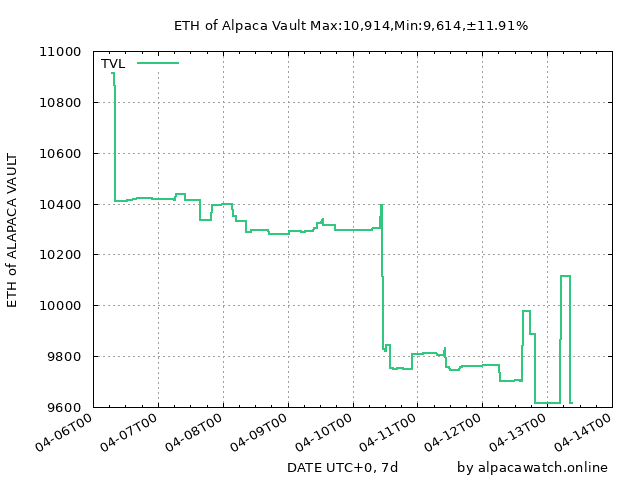 ETH of Alpaca Vault Max:10,914,Min:9,614,±11.91%
TVL
11000
10800
10600
10400
10200
10000
9800
9600
ETH of ALAPACA VAULT
04-06T00
04-07T00
04-08T00
04-09T00
04-10T00
04-11T00
04-12T00
04-13T00
04-14T00
DATE UTC+0, 7d
by alpacawatch.online